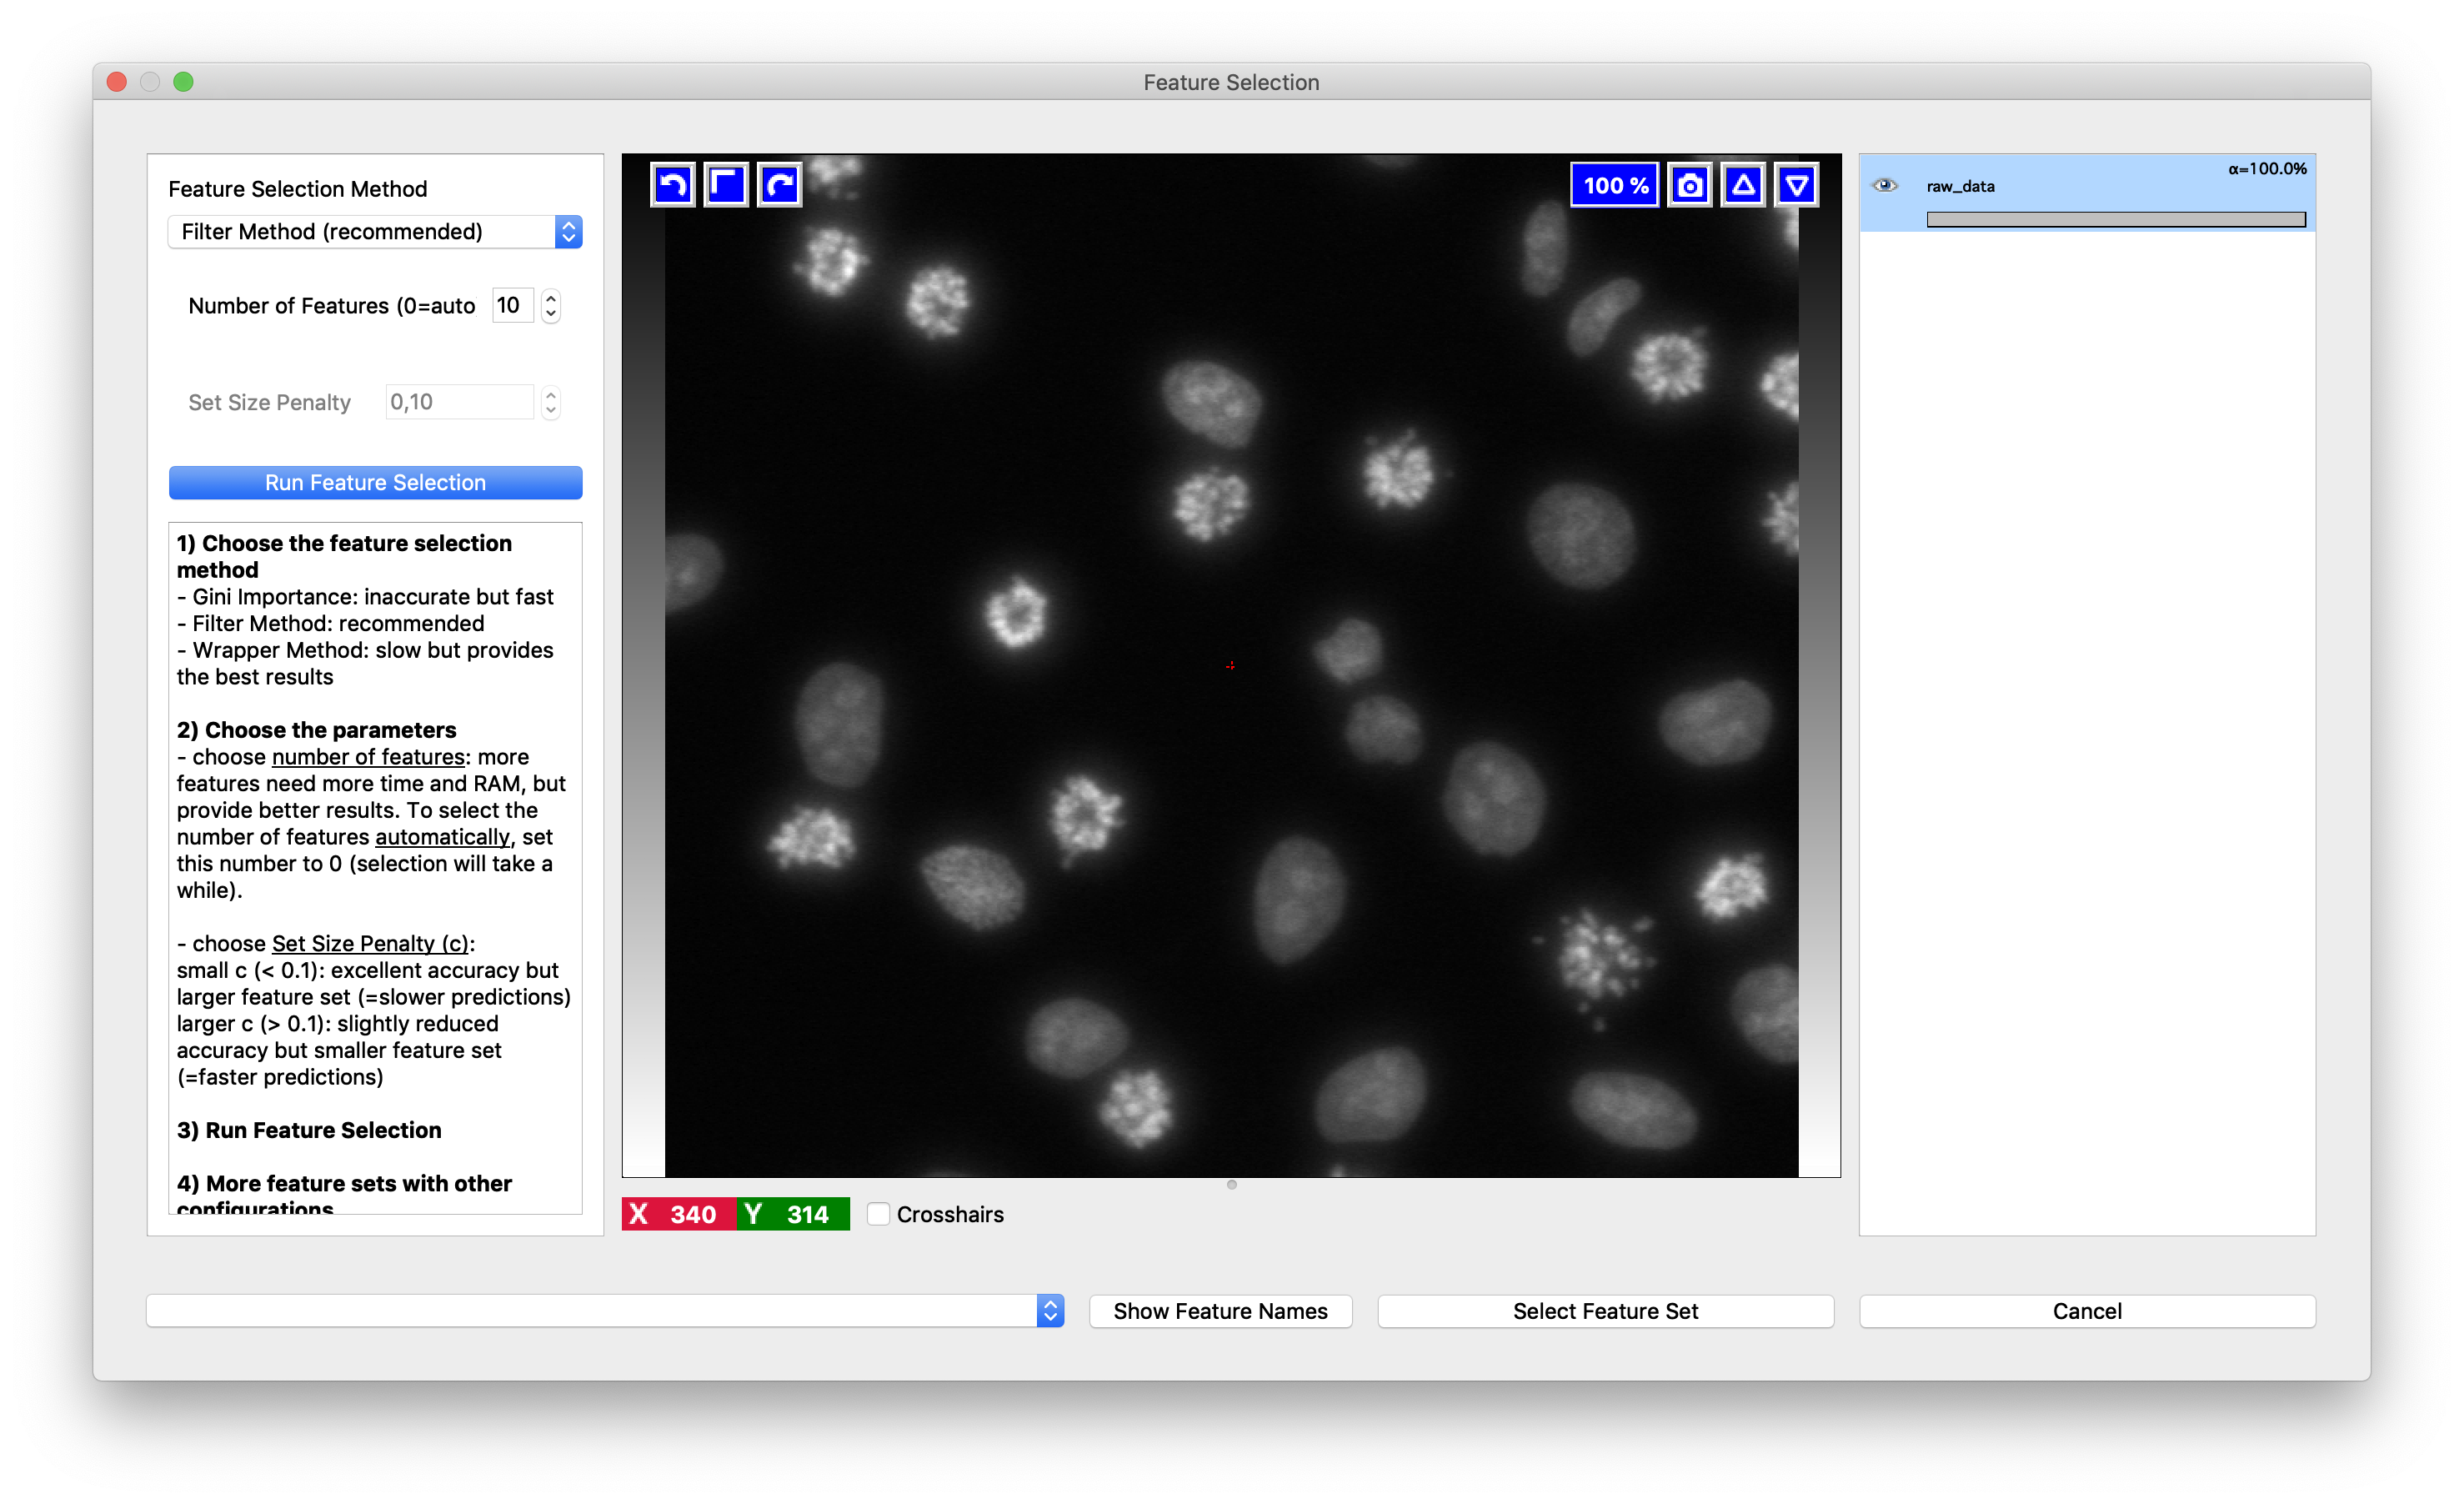 Feature Selection
Feature Selection Method
Filter Method (recommended)
Number of Features (0=auto
10
Set Size Penalty
0,10
Run Feature Selection
1) Choose the feature selection
method
- Gini Importance: inaccurate but fast
- Filter Method: recommended
- Wrapper Method: slow but provides
the best results
2) Choose the parameters
- choose number of features: more
features need more time and RAM, but
provide better results. To select the
number of features automatically, set
this number to 0 (selection will take a
while).
- choose Set Size Penalty (c):
small c (< 0.1): excellent accuracy but
larger feature set (=slower predictions)
larger c (> 0.1): slightly reduced
accuracy but smaller feature set
(=faster predictions)
3) Run Feature Selection
4) More feature sets with other
configurations
100 %
X 340 Y 314
Crosshairs
α=100.0%
raw_data
Show Feature Names
Select Feature Set
Cancel